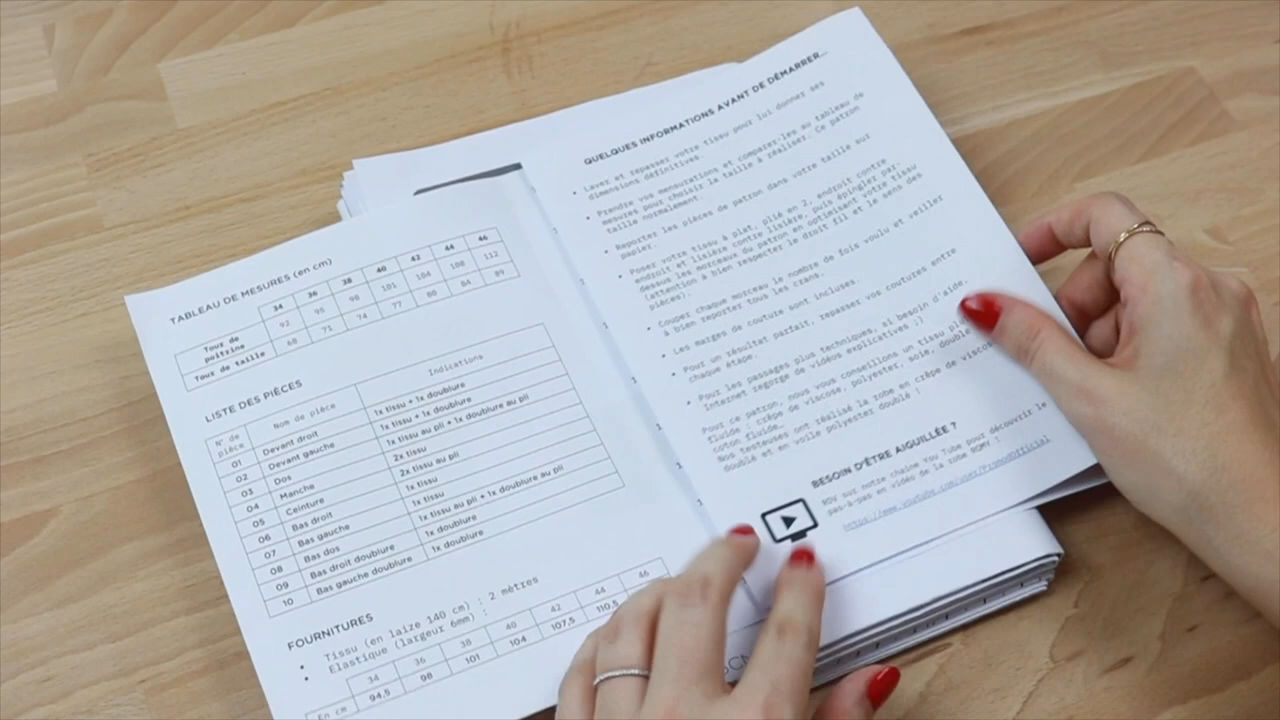 TABLEAU DE MESURES (en cm)
34 36 38 40 42 44 46
Tour de poitrine 92 95 98 101 104 108 112
Tour de taille 68 71 74 77 80 84 89
LISTE DES PIÈCES
N° de pièce Nom de pièce Indications
01 Devant droit 1x tissu + 1x doublure
02 Devant gauche 1x tissu + 1x doublure
03 Dos 1x tissu au pli + 1x doublure au pli
04 Manche 2x tissu
05 Ceinture 2x tissu au pli
06 Bas droit 1x tissu
07 Bas gauche 1x tissu
08 Bas dos 1x tissu au pli + 1x doublure au pli
09 Bas droit doublure 1x doublure
10 Bas gauche doublure 1x doublure
FOURNITURES
• Tissu (en laize 140 cm) : 2 mètres
• Elastique (largeur 6mm) :
34 36 38 40 42 44 46
En cm 94,5 98 101 104 107,5 110,5
QUELQUES INFORMATIONS AVANT DE DÉMARRER...
• Lavez et repassez votre tissu pour lui donner ses
dimensions définitives.
• Prendre vos mensurations et comparez-les au tableau de
mesures pour choisir la taille à réaliser. Ce patron
taille normalement.
• Reporter les pièces de patron dans votre taille sur
papier.
• Posez votre tissu à plat, plié en 2, endroit contre
endroit et lisière contre lisière, puis épingler par-
dessus les morceaux du patron en optimisant votre tissu
(attention à bien respecter le droit fil et le sens des
pièces).
• Couper chaque morceau le nombre de fois voulu et veiller
à bien reporter tous les crans.
• Les marges de couture sont incluses.
• Pour un résultat parfait, repassez vos coutures entre
chaque étape.
• Pour les passages plus techniques, si besoin d'aide,
Internet regorge de vidéos explicatives ;)
Pour ce patron, nous vous conseillons un tissu
fluide : crêpe de viscose, polyester, soie, double
coton fluide…
Nos testeuses ont réalisé la robe en crêpe de viscose
doublé et en voile polyester doublé !
BESOIN D'ÊTRE AIGUILLÉE ?
RDV sur notre chaine You Tube pour découvrir le
pas-à-pas en vidéo de la robe ROMY :
https://www.youtube.com/user/PromodOfficial